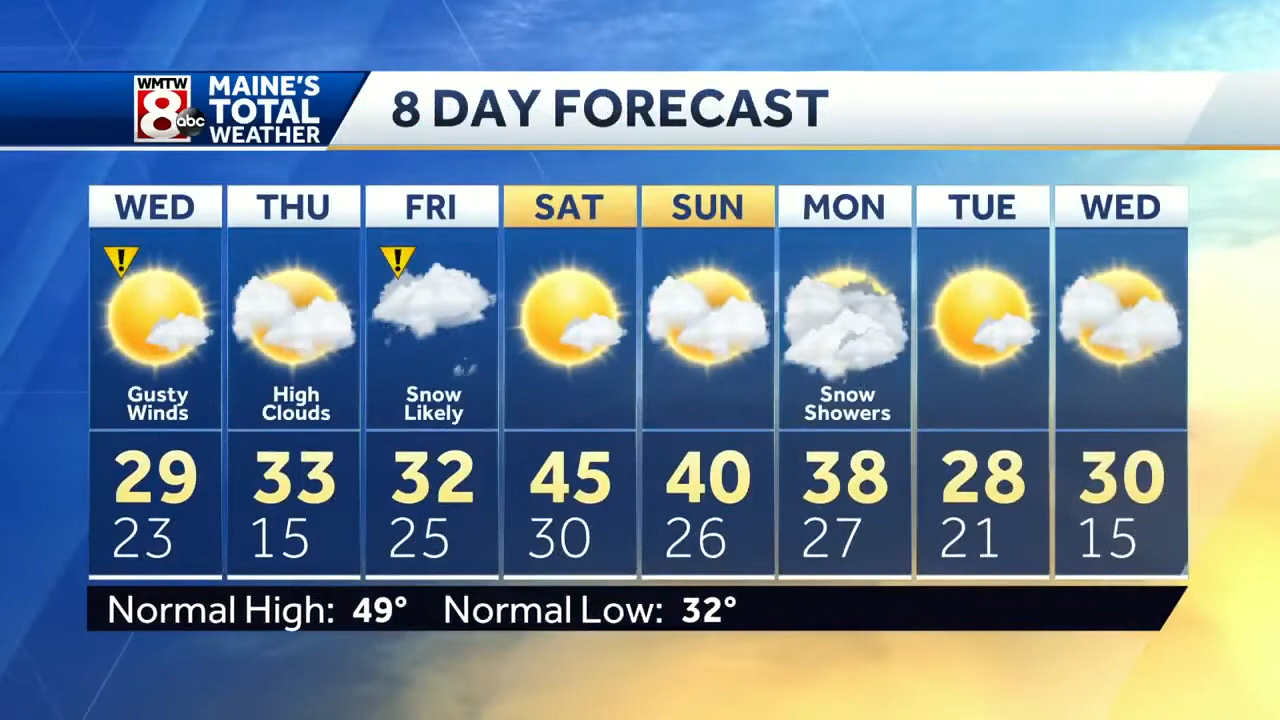 WMTW
8
abc
MAINE'S
TOTAL
WEATHER
8 DAY FORECAST
WED THU FRI SAT SUN MON TUE WED
! !
Gusty
Winds
High
Clouds
Snow
Likely
Snow
Showers
29 33 32 45 40 38 28 30
23 15 25 30 26 27 21 15
Normal High: 49° Normal Low: 32°